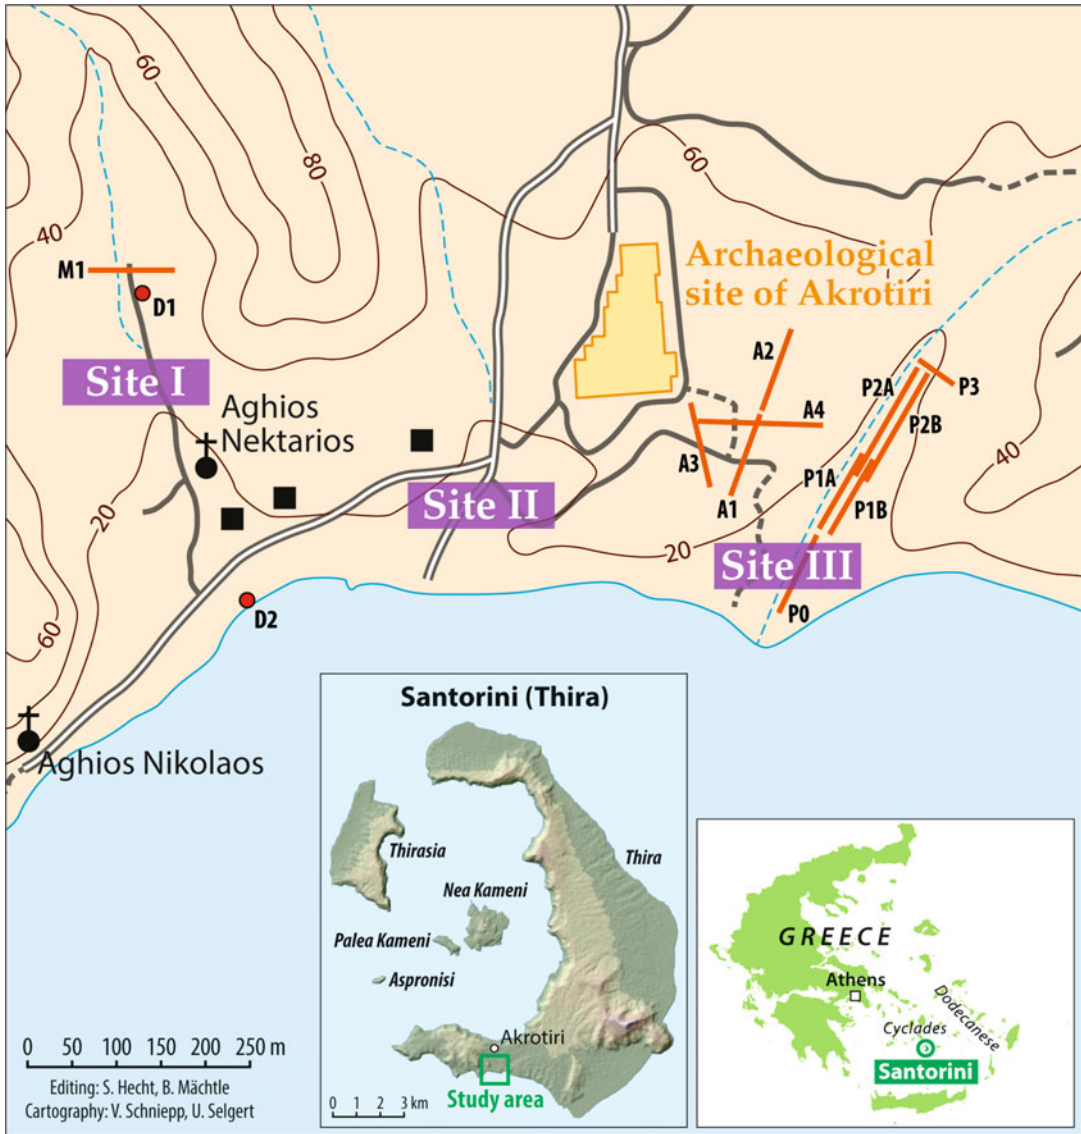 60
80
60
40
M1
D1
Archaeological
site of Akrotiri
A2
Site I
P2A
P3
Aghios
Nektarios
A4
P2B
40
A3
P1A
20
Site II
A1
P1B
20
Site III
60
D2
P0
Aghios Nikolaos
Santorini (Thira)
Thirasia
Thira
Nea Kameni
Palea Kameni
Aspronisi
Akrotiri
Study area
0 1 2 3 km
GREECE
Athens
Cyclades
Dodecanese
Santorini
0 50 100 150 200 250 m
Editing: S. Hecht, B. Mächtle
Cartography: V. Schniepp, U. Selgert